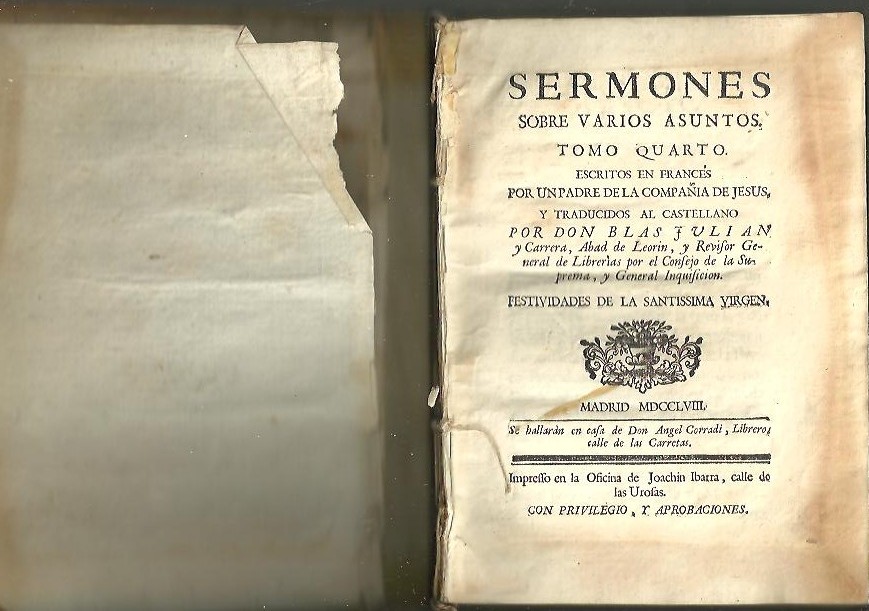 SERMONES
SOBRE VARIOS ASUNTOS.
TOMO QUARTO.
ESCRITOS EN FRANCÉS
POR UN PADRE DE LA COMPAÑIA DE JESUS,
Y TRADUCIDOS AL CASTELLANO
POR DON BLAS JULIAN
y Carrera, Abad de Leorin, y Revisor Ge-
neral de Librerìas por el Consejo de la Su-
prema, y General Inquisicion.
FESTIVIDADES DE LA SANTISSIMA VIRGEN.
MADRID MDCCLVIII.
Se hallaràn en casa de Don Angel Corradi, Librero,
calle de las Carretas.
Impresso en la Oficina de Joachin Ibarra, calle de
las Urosas.
CON PRIVILEGIO, Y APROBACIONES.